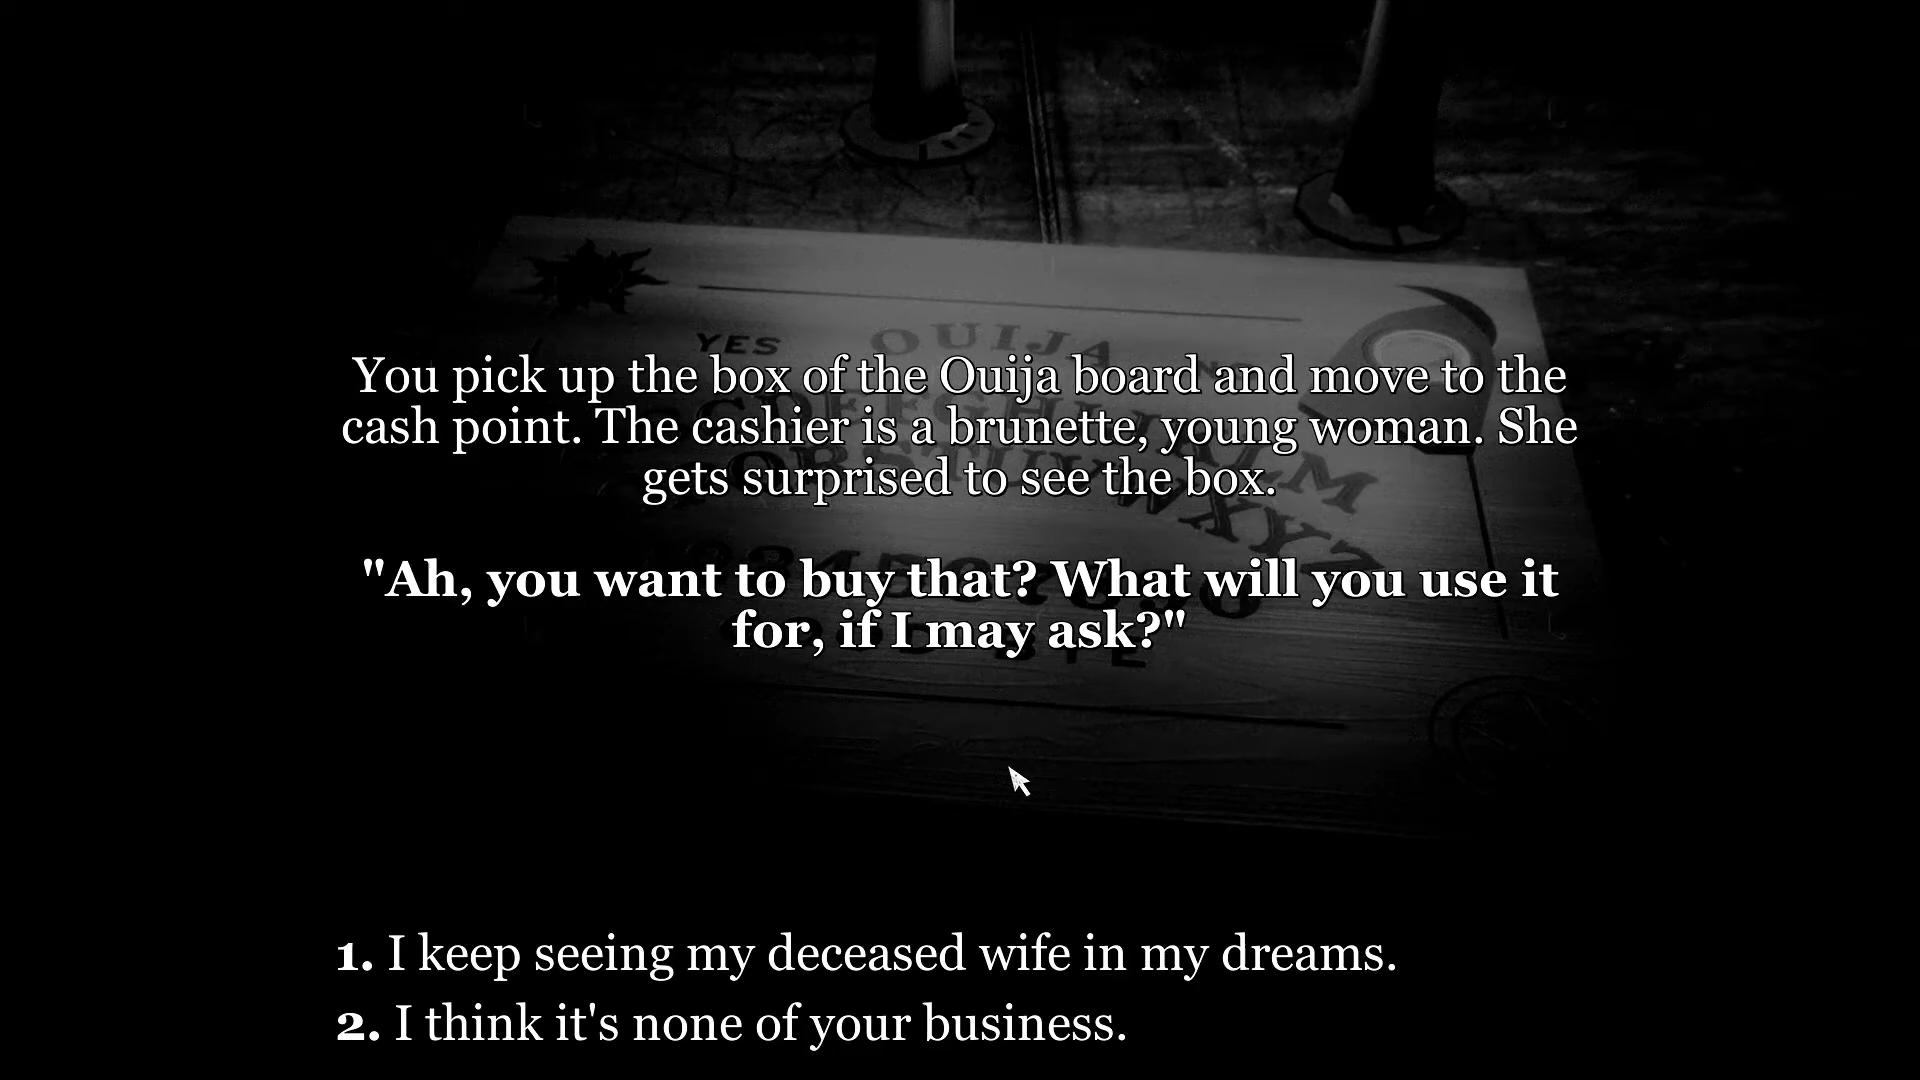 YES OUIJA
You pick up the box of the Ouija board and move to the
cash point. The cashier is a brunette, young woman. She
gets surprised to see the box.
"Ah, you want to buy that? What will you use it
for, if I may ask?"
1. I keep seeing my deceased wife in my dreams.
2. I think it's none of your business.